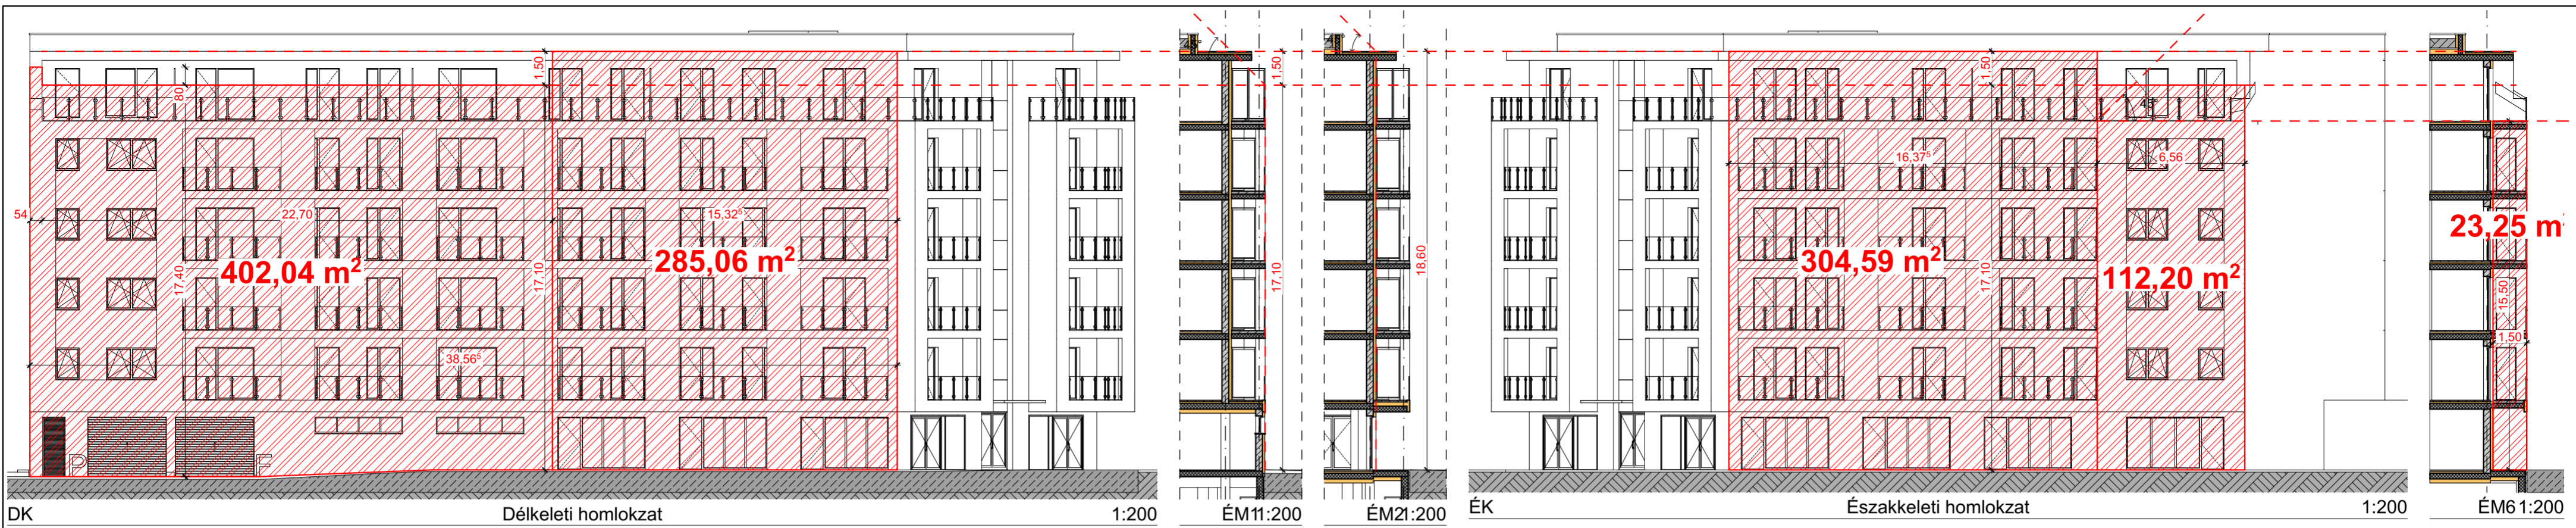 1,50
80
54
22,70
15,32⁵
402,04 m²
285,06 m²
17,40
17,10
38,56⁵
P
F
DK
Délkeleti homlokzat
1:200
1,50
17,10
ÉM1 1:200
18,60
ÉM2 1:200
1,50
45°
16,37⁵
6,56
304,59 m²
112,20 m²
17,10
ÉK
Északkeleti homlokzat
1:200
23,25 m
15,50
1,50
ÉM6 1:200